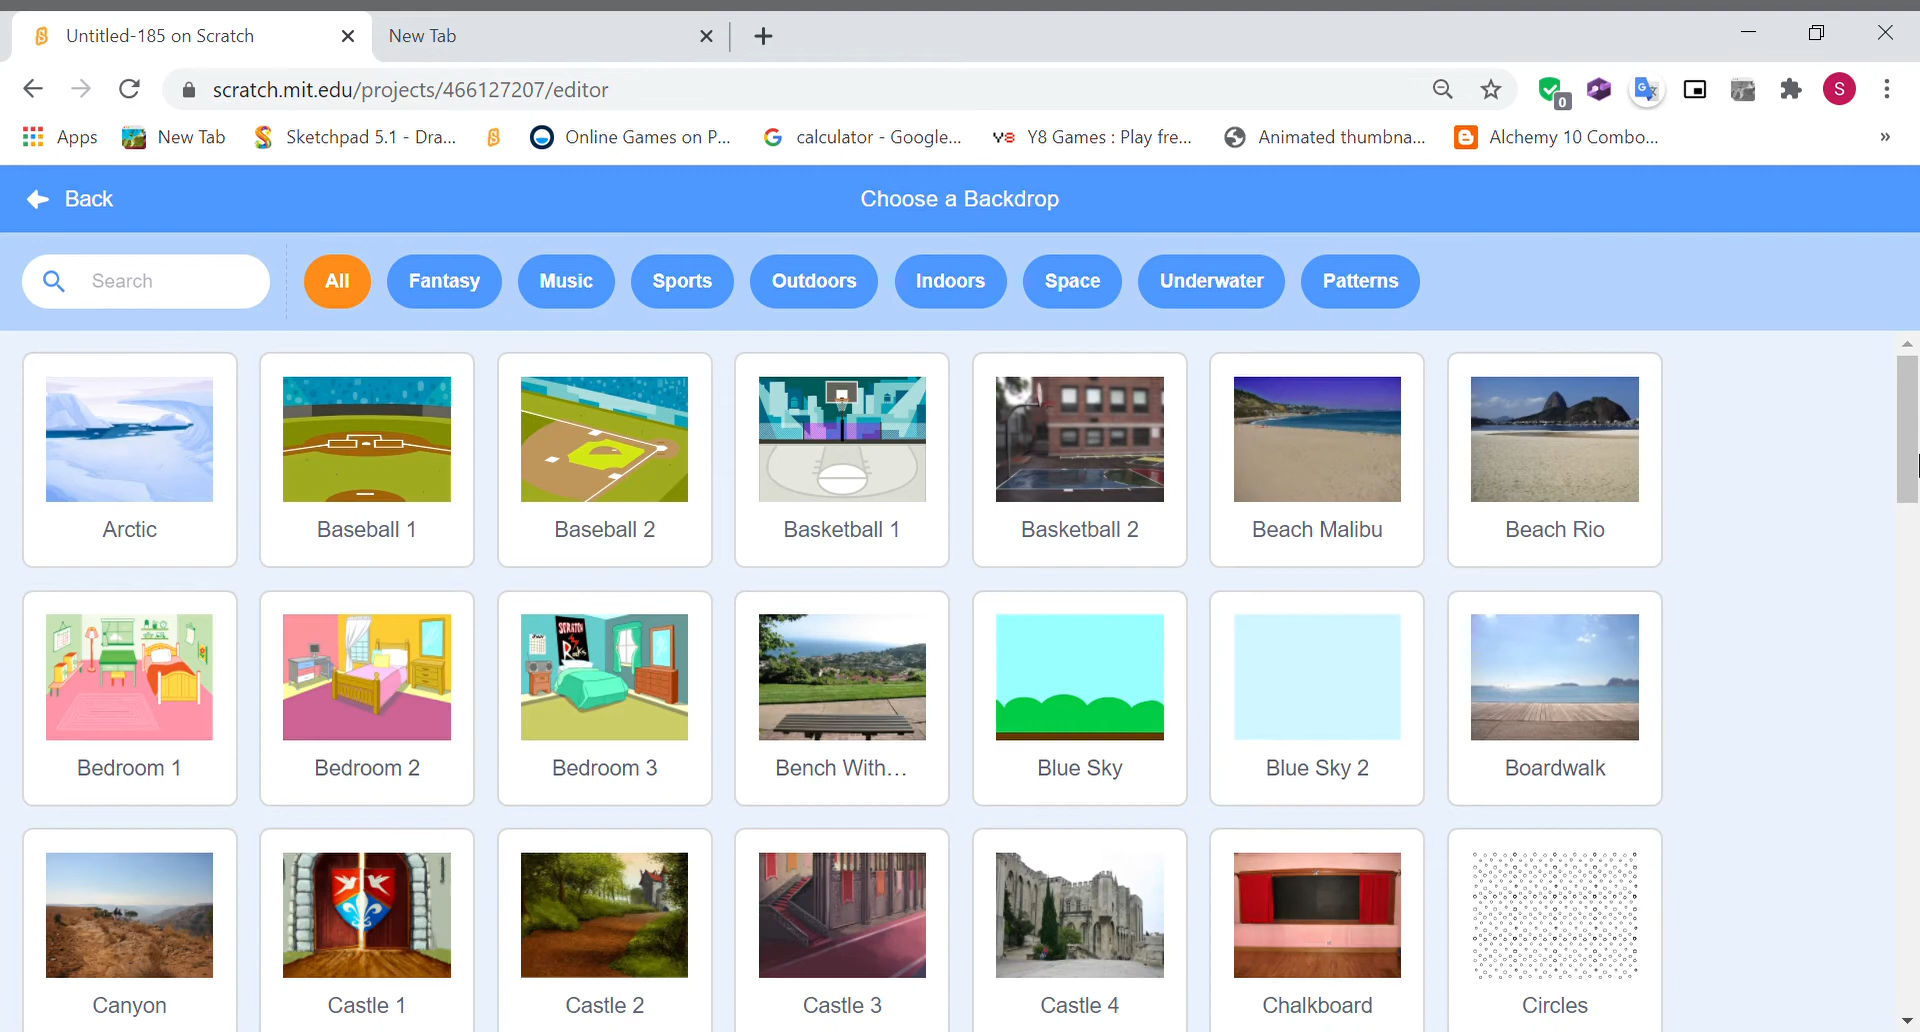 Untitled-185 on Scratch
New Tab
scratch.mit.edu/projects/466127207/editor
0
S
Apps
New Tab
Sketchpad 5.1 - Dra...
Online Games on P...
calculator - Google...
Y8 Games : Play fre...
Animated thumbna...
Alchemy 10 Combo...
»
Back
Choose a Backdrop
Search
All
Fantasy
Music
Sports
Outdoors
Indoors
Space
Underwater
Patterns
Arctic
Baseball 1
Baseball 2
Basketball 1
Basketball 2
Beach Malibu
Beach Rio
SCRATCH
Rocks
Bedroom 1
Bedroom 2
Bedroom 3
Bench With...
Blue Sky
Blue Sky 2
Boardwalk
Canyon
Castle 1
Castle 2
Castle 3
Castle 4
Chalkboard
Circles